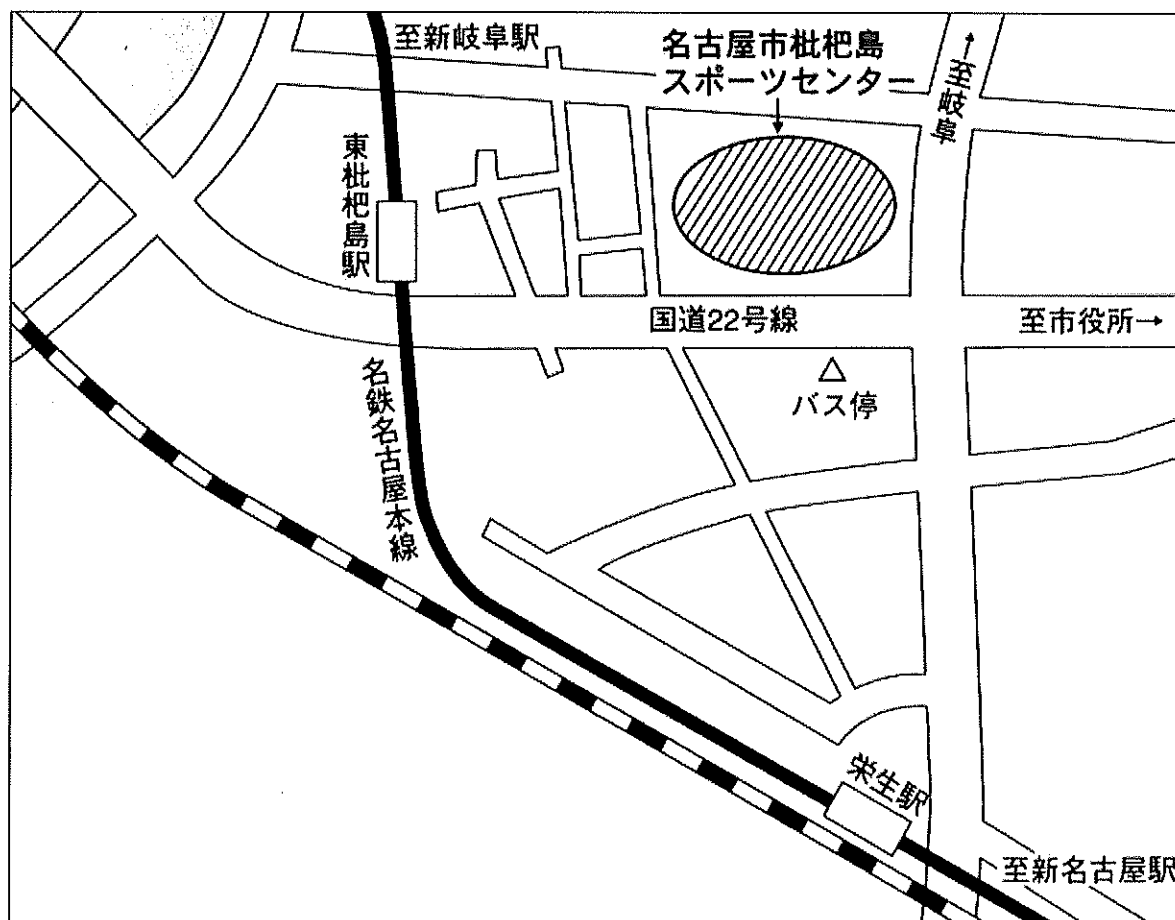 至新岐阜駅
名古屋市枇杷島
スポーツセンター
→至岐阜
東枇杷島駅
国道22号線
至市役所→
バス停
名鉄名古屋本線
栄生駅
至新名古屋駅